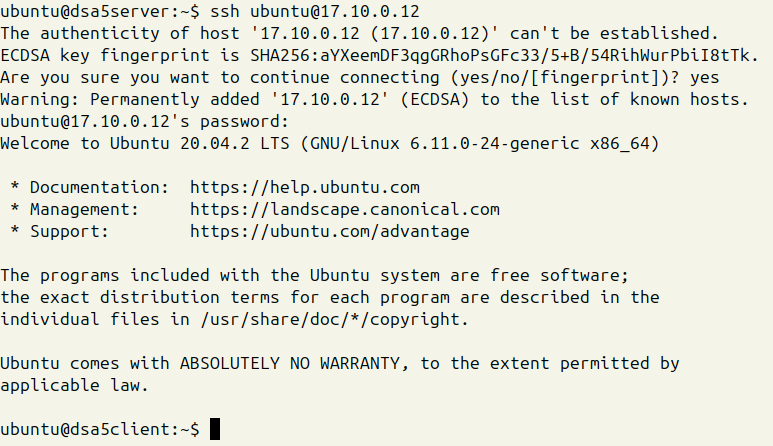 ubuntu@dsa5server:~$ ssh ubuntu@17.10.0.12
The authenticity of host '17.10.0.12 (17.10.0.12)' can't be established.
ECDSA key fingerprint is SHA256:aYXeemDF3qgGRhoPsGFc33/5+B/54RihWurPbiI8tTk.
Are you sure you want to continue connecting (yes/no/[fingerprint])? yes
Warning: Permanently added '17.10.0.12' (ECDSA) to the list of known hosts.
ubuntu@17.10.0.12's password:
Welcome to Ubuntu 20.04.2 LTS (GNU/Linux 6.11.0-24-generic x86_64)
* Documentation:  https://help.ubuntu.com
* Management:     https://landscape.canonical.com
* Support:        https://ubuntu.com/advantage
The programs included with the Ubuntu system are free software;
the exact distribution terms for each program are described in the
individual files in /usr/share/doc/*/copyright.
Ubuntu comes with ABSOLUTELY NO WARRANTY, to the extent permitted by
applicable law.
ubuntu@dsa5client:~$